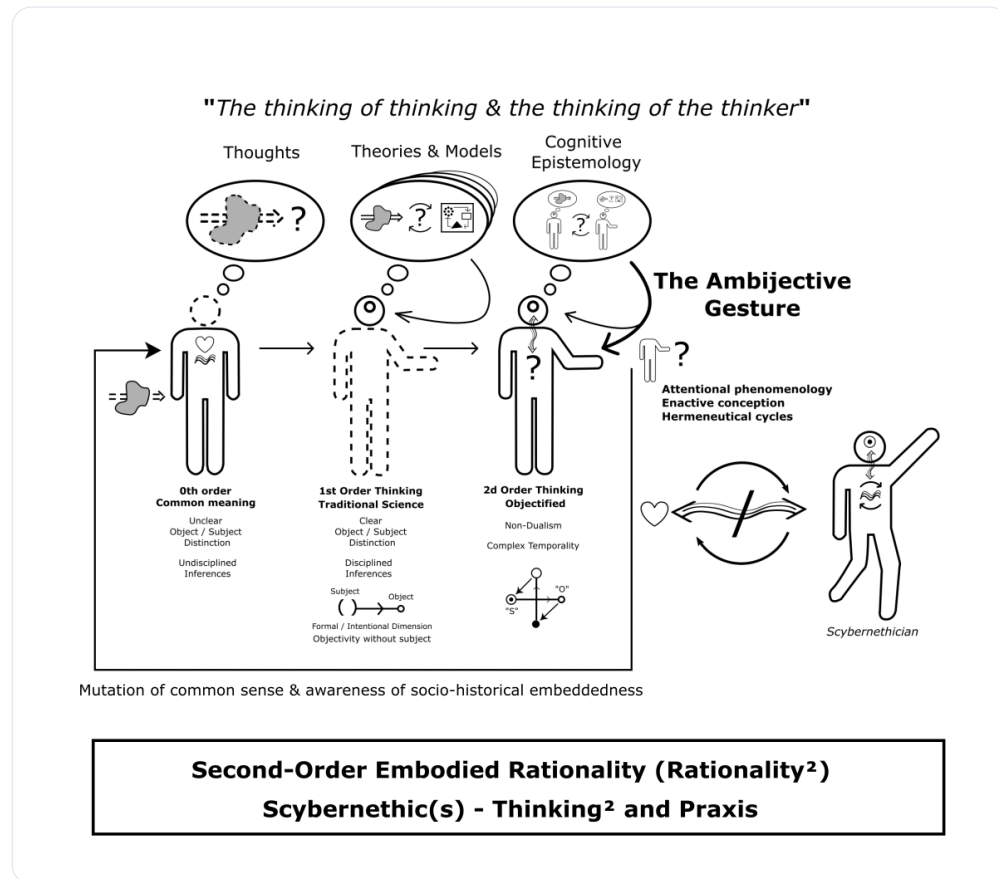 "The thinking of thinking & the thinking of the thinker"
Thoughts
Theories & Models
Cognitive
Epistemology
?
?
?
The Ambijective
Gesture
?
?
Attentional phenomenology
Enactive conception
Hermeneutical cycles
0th order
Common meaning
Unclear
Object / Subject
Distinction
Undisciplined
Inferences
1st Order Thinking
Traditional Science
Clear
Object / Subject
Distinction
Disciplined
Inferences
Subject
Object
( )
Formal / Intentional Dimension
Objectivity without subject
2d Order Thinking
Objectified
Non-Dualism
Complex Temporality
"O"
"S"
/
Scybernethician
Mutation of common sense & awareness of socio-historical embeddedness
Second-Order Embodied Rationality (Rationality²)
Scybernethic(s) - Thinking² and Praxis